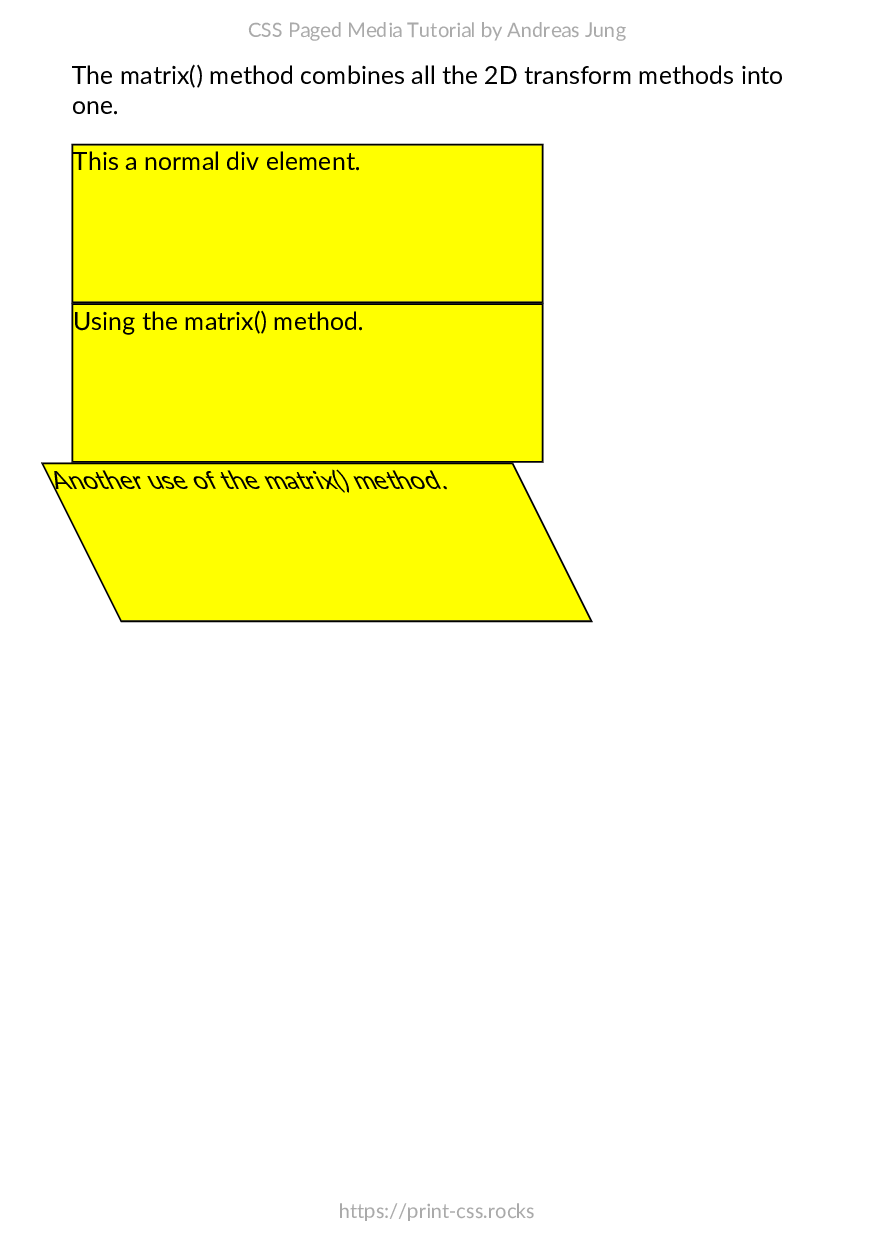 CSS Paged Media Tutorial by Andreas Jung
The matrix() method combines all the 2D transform methods into
one.
This a normal div element.
Using the matrix() method.
Another use of the matrix() method.
https://print-css.rocks